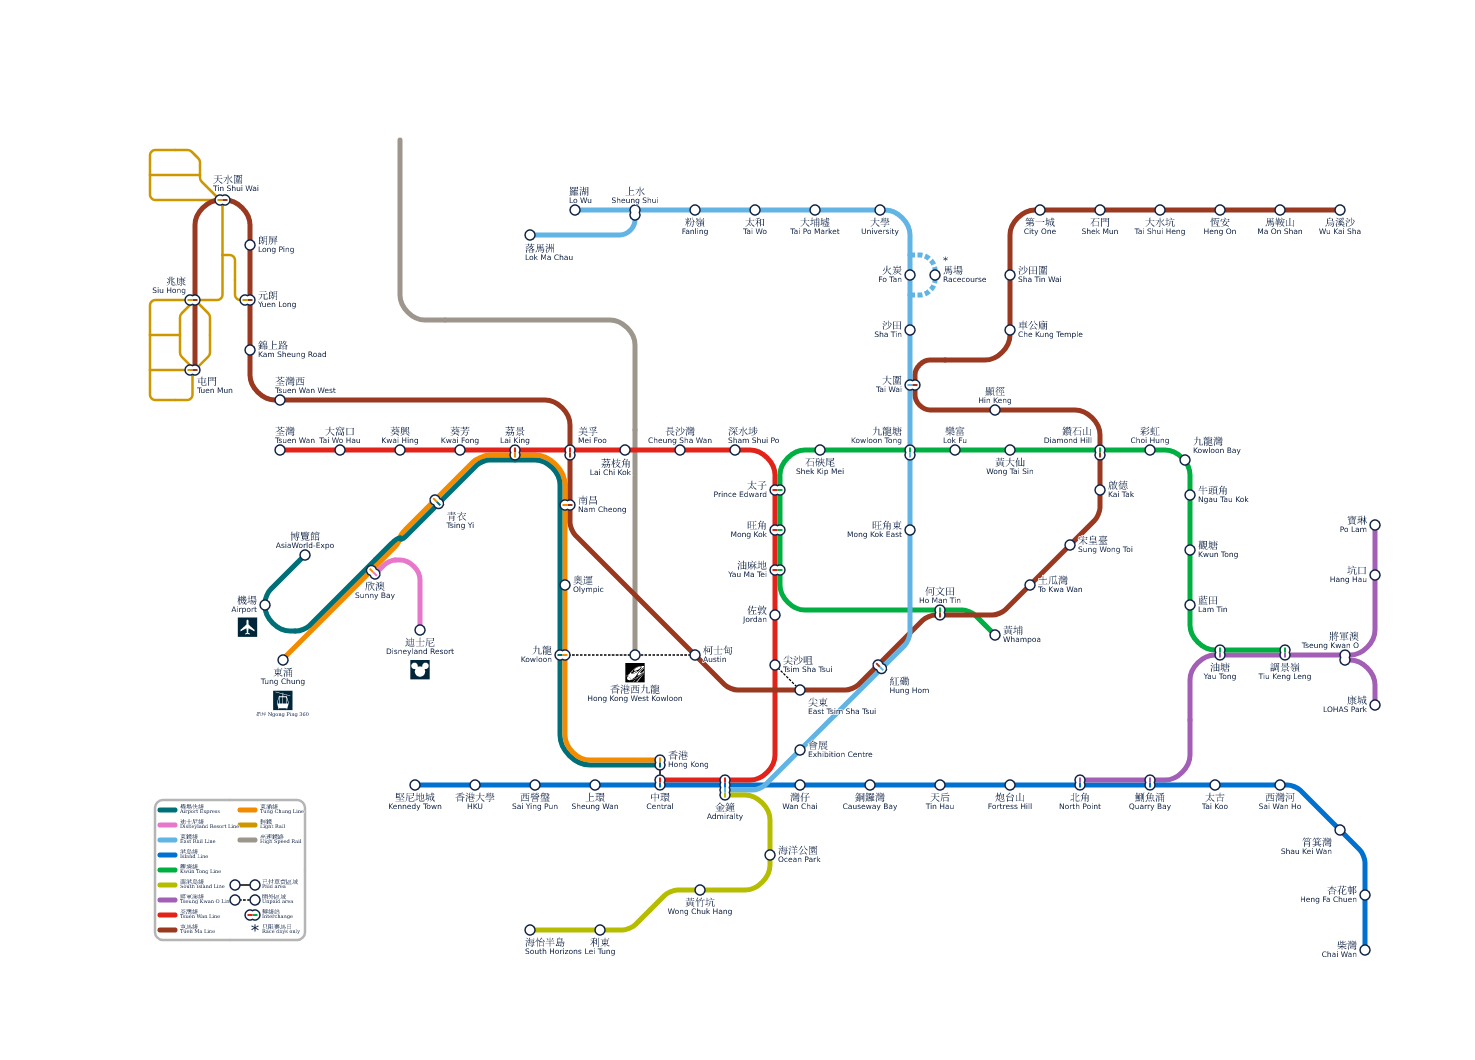 天水圍
Tin Shui Wai
朗屏
Long Ping
兆康
Siu Hong
元朗
Yuen Long
錦上路
Kam Sheung Road
屯門
Tuen Mun
荃灣西
Tsuen Wan West
羅湖
Lo Wu
上水
Sheung Shui
落馬洲
Lok Ma Chau
粉嶺
Fanling
太和
Tai Wo
大埔墟
Tai Po Market
大學
University
火炭
Fo Tan
*
馬場
Racecourse
沙田
Sha Tin
大圍
Tai Wai
第一城
City One
石門
Shek Mun
大水坑
Tai Shui Heng
恆安
Heng On
馬鞍山
Ma On Shan
烏溪沙
Wu Kai Sha
沙田圍
Sha Tin Wai
車公廟
Che Kung Temple
顯徑
Hin Keng
荃灣
Tsuen Wan
大窩口
Tai Wo Hau
葵興
Kwai Hing
葵芳
Kwai Fong
荔景
Lai King
美孚
Mei Foo
荔枝角
Lai Chi Kok
長沙灣
Cheung Sha Wan
深水埗
Sham Shui Po
石硤尾
Shek Kip Mei
九龍塘
Kowloon Tong
樂富
Lok Fu
黃大仙
Wong Tai Sin
鑽石山
Diamond Hill
彩虹
Choi Hung
九龍灣
Kowloon Bay
太子
Prince Edward
旺角
Mong Kok
油麻地
Yau Ma Tei
佐敦
Jordan
尖沙咀
Tsim Sha Tsui
旺角東
Mong Kok East
啟德
Kai Tak
宋皇臺
Sung Wong Toi
土瓜灣
To Kwa Wan
何文田
Ho Man Tin
黃埔
Whampoa
牛頭角
Ngau Tau Kok
觀塘
Kwun Tong
藍田
Lam Tin
油塘
Yau Tong
調景嶺
Tiu Keng Leng
將軍澳
Tseung Kwan O
寶琳
Po Lam
坑口
Hang Hau
康城
LOHAS Park
青衣
Tsing Yi
南昌
Nam Cheong
博覽館
AsiaWorld-Expo
機場
Airport
欣澳
Sunny Bay
迪士尼
Disneyland Resort
東涌
Tung Chung
昂坪 Ngong Ping 360
奧運
Olympic
九龍
Kowloon
香港西九龍
Hong Kong West Kowloon
柯士甸
Austin
尖東
East Tsim Sha Tsui
紅磡
Hung Hom
會展
Exhibition Centre
香港
Hong Kong
堅尼地城
Kennedy Town
香港大學
HKU
西營盤
Sai Ying Pun
上環
Sheung Wan
中環
Central
金鐘
Admiralty
灣仔
Wan Chai
銅鑼灣
Causeway Bay
天后
Tin Hau
炮台山
Fortress Hill
北角
North Point
鰂魚涌
Quarry Bay
太古
Tai Koo
西灣河
Sai Wan Ho
筲箕灣
Shau Kei Wan
杏花邨
Heng Fa Chuen
柴灣
Chai Wan
海洋公園
Ocean Park
黃竹坑
Wong Chuk Hang
海怡半島
South Horizons
利東
Lei Tung
機場快綫
Airport Express
東涌綫
Tung Chung Line
迪士尼綫
Disneyland Resort Line
輕鐵
Light Rail
東鐵綫
East Rail Line
高速鐵路
High Speed Rail
港島綫
Island Line
觀塘綫
Kwun Tong Line
南港島綫
South Island Line
已付車費區域
Paid area
將軍澳綫
Tseung Kwan O Line
Unpaid area
荃灣綫
Tsuen Wan Line
轉綫站
Interchange
屯馬綫
Tuen Ma Line
*
只限賽馬日
Race days only